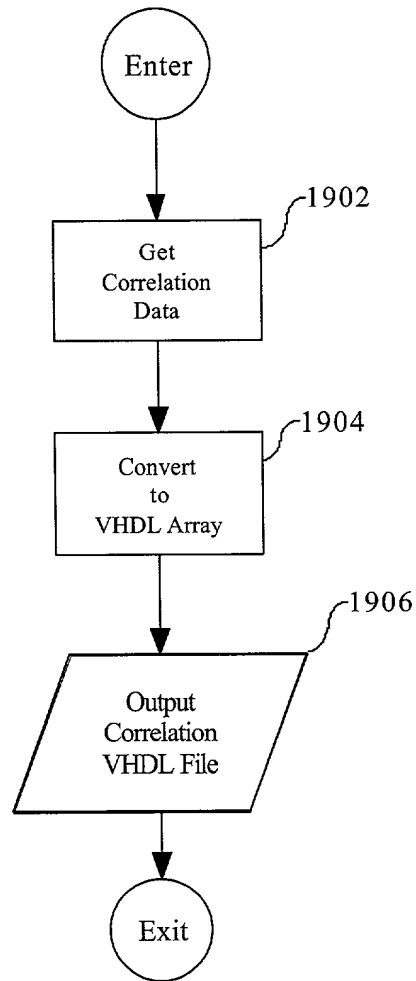 Enter
1902
Get
Correlation
Data
1904
Convert
to
VHDL Array
1906
Output
Correlation
VHDL File
Exit